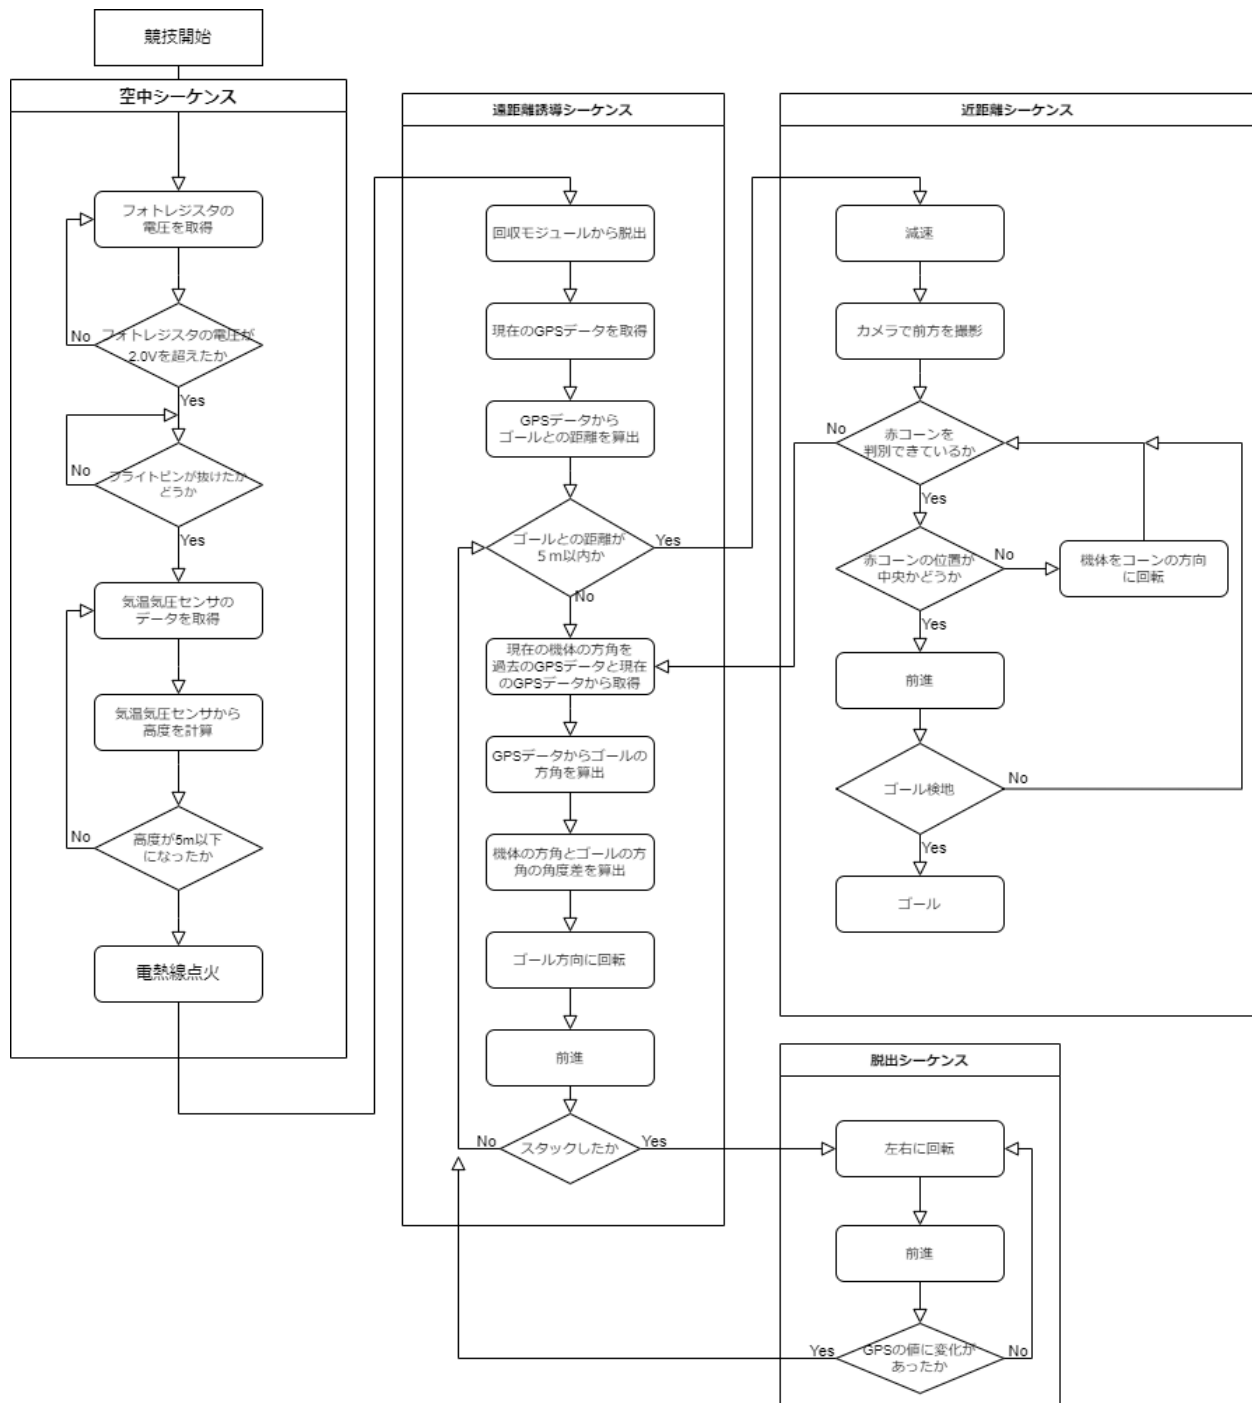 競技開始
空中シーケンス
フォトレジスタの
電圧を取得
フォトレジスタの電圧が
2.0Vを超えたか
No
Yes
フライトピンが抜けたか
どうか
No
Yes
気温気圧センサの
データを取得
気温気圧センサから
高度を計算
高度が5m以下
になったか
No
電熱線点火
遠距離誘導シーケンス
回収モジュールから脱出
現在のGPSデータを取得
GPSデータから
ゴールとの距離を算出
ゴールとの距離が
5 m以内か
Yes
No
現在の機体の方角を
過去のGPSデータと現在
のGPSデータから取得
GPSデータからゴールの
方角を算出
機体の方角とゴールの方
角の角度差を算出
ゴール方向に回転
前進
スタックしたか
No
Yes
近距離シーケンス
減速
カメラで前方を撮影
赤コーンを
判別できているか
No
Yes
赤コーンの位置が
中央かどうか
No
機体をコーンの方向
に回転
Yes
前進
ゴール検地
No
Yes
ゴール
脱出シーケンス
左右に回転
前進
GPSの値に変化が
あったか
Yes
No